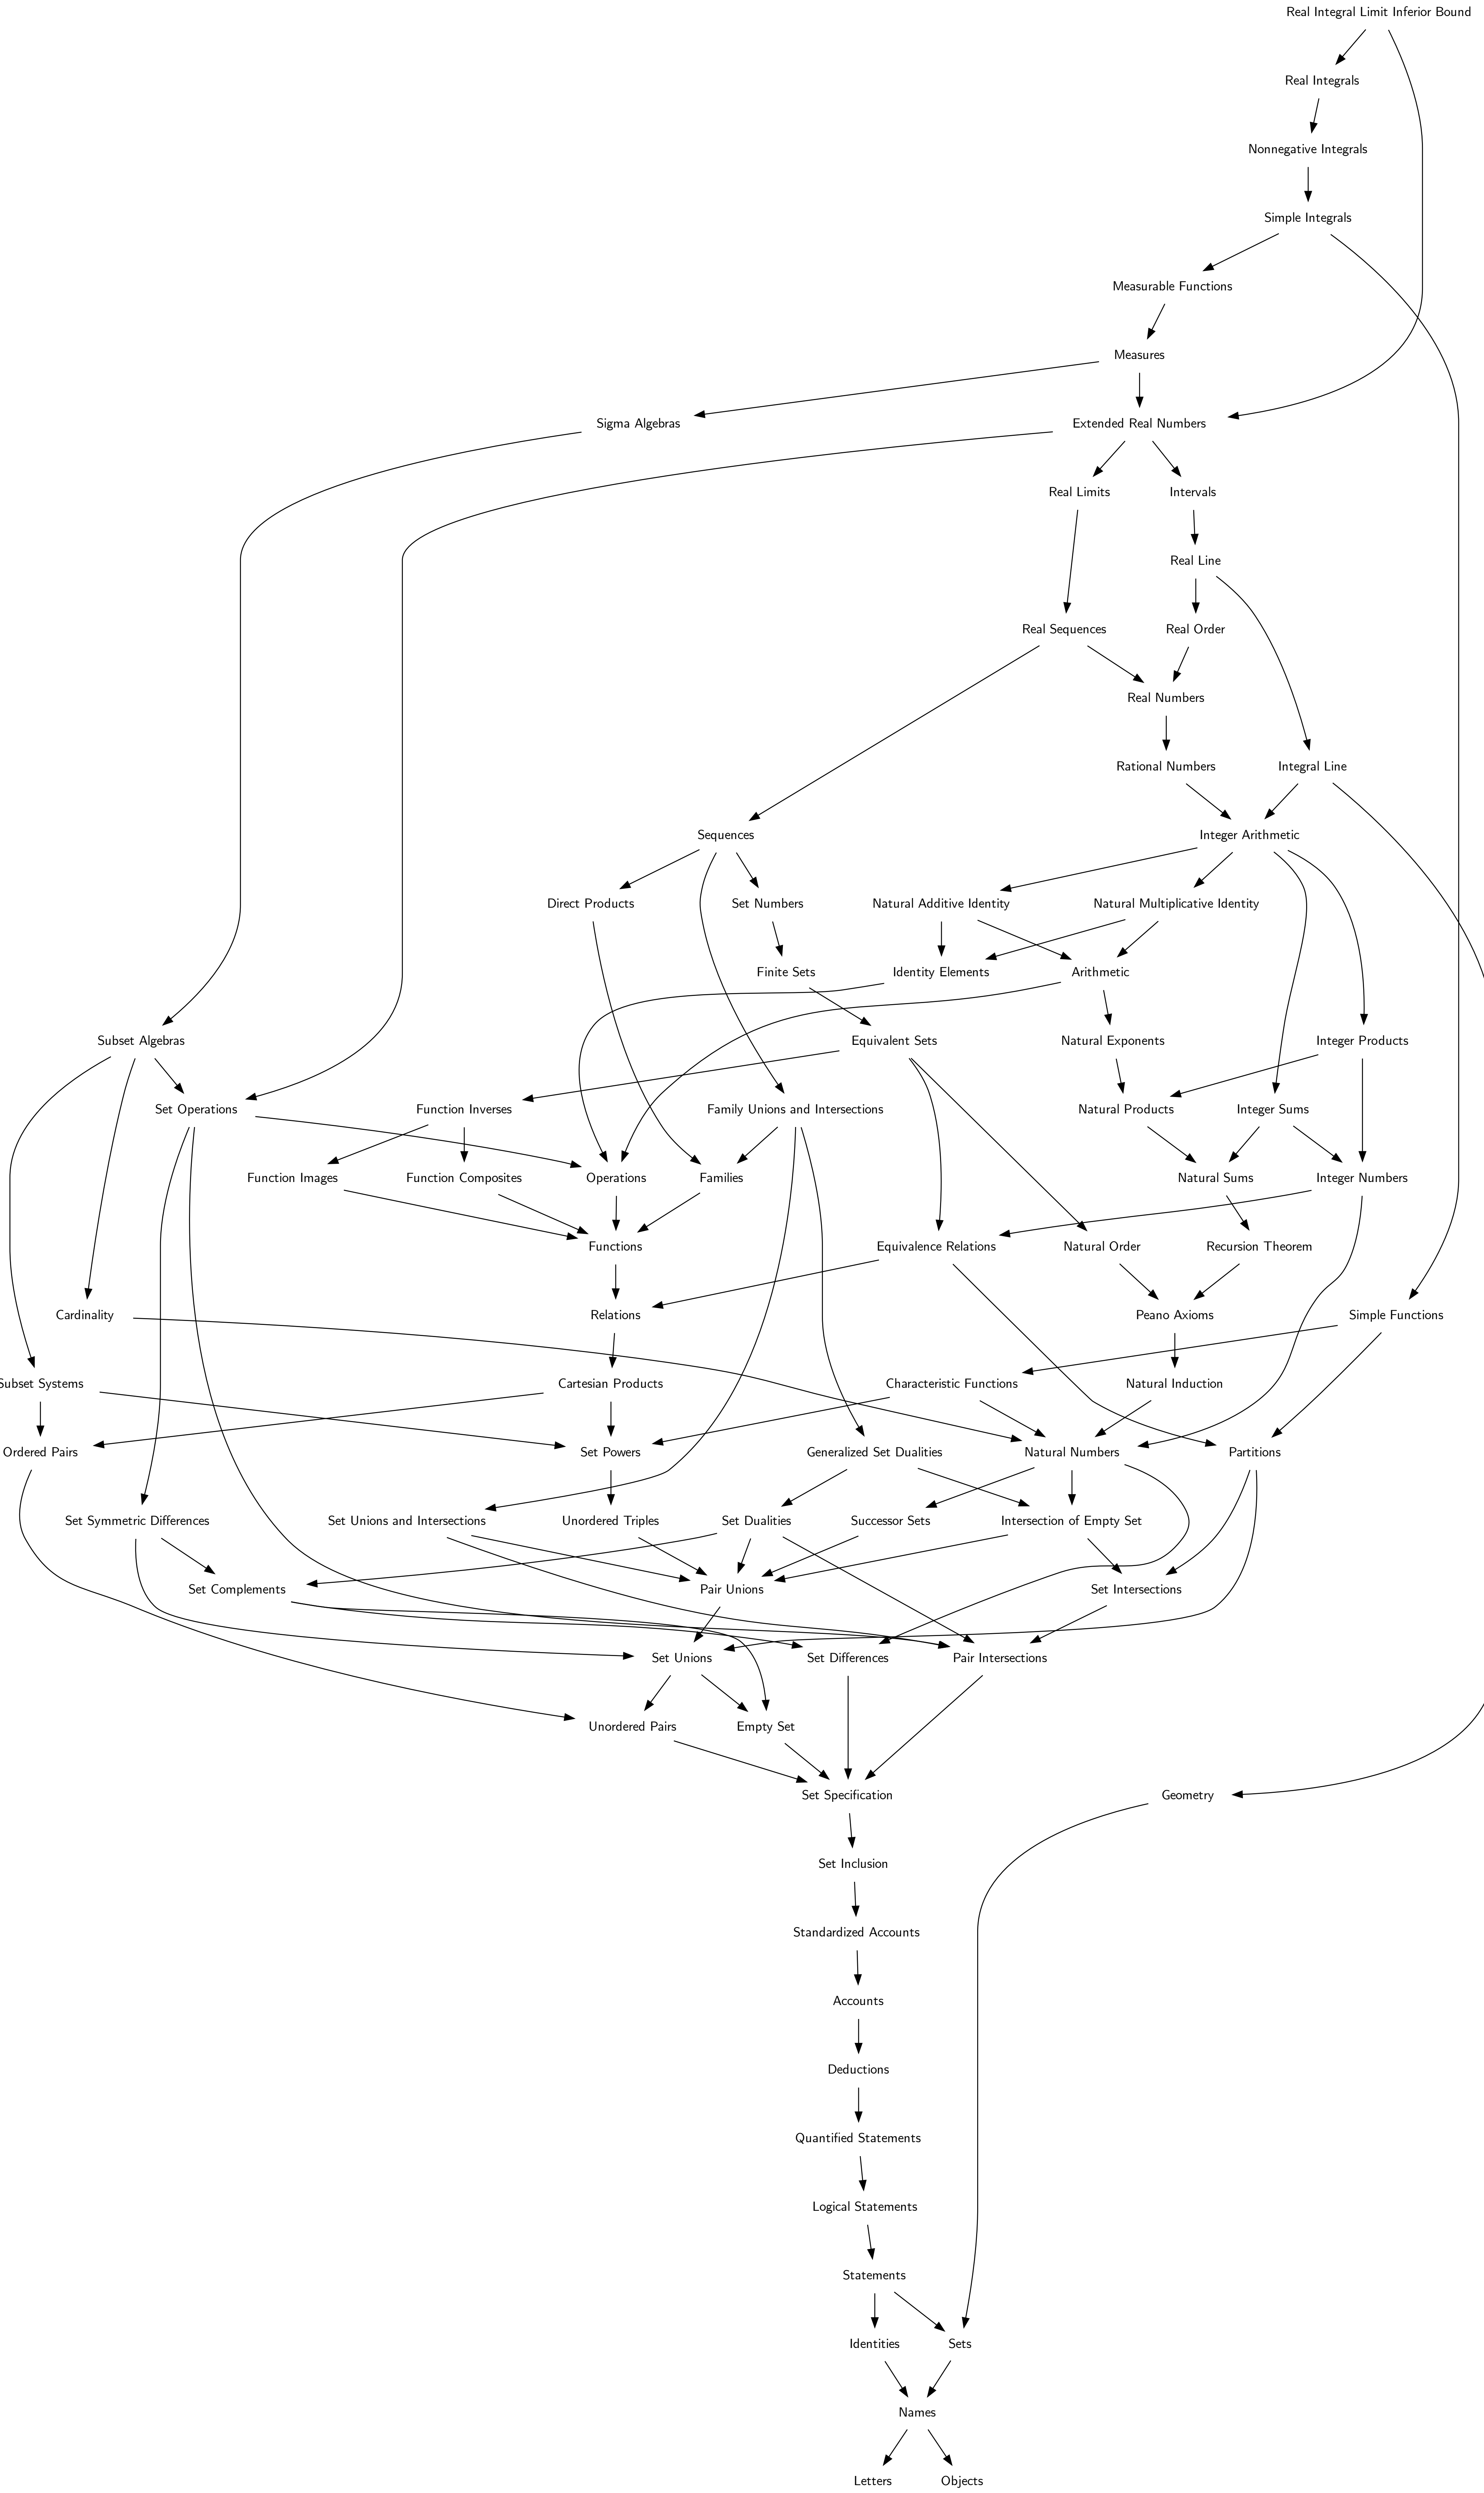 Real Integral Limit Inferior Bound
Real Integrals
Nonnegative Integrals
Simple Integrals
Measurable Functions
Measures
Sigma Algebras
Extended Real Numbers
Real Limits
Intervals
Real Line
Real Sequences
Real Order
Real Numbers
Rational Numbers
Integral Line
Sequences
Integer Arithmetic
Direct Products
Set Numbers
Natural Additive Identity
Natural Multiplicative Identity
Finite Sets
Identity Elements
Arithmetic
Subset Algebras
Equivalent Sets
Natural Exponents
Integer Products
Set Operations
Function Inverses
Family Unions and Intersections
Natural Products
Integer Sums
Function Images
Function Composites
Operations
Families
Natural Sums
Integer Numbers
Functions
Equivalence Relations
Natural Order
Recursion Theorem
Cardinality
Relations
Peano Axioms
Simple Functions
Subset Systems
Cartesian Products
Characteristic Functions
Natural Induction
Ordered Pairs
Set Powers
Generalized Set Dualities
Natural Numbers
Partitions
Set Symmetric Differences
Set Unions and Intersections
Unordered Triples
Set Dualities
Successor Sets
Intersection of Empty Set
Set Complements
Pair Unions
Set Intersections
Set Unions
Set Differences
Pair Intersections
Unordered Pairs
Empty Set
Set Specification
Geometry
Set Inclusion
Standardized Accounts
Accounts
Deductions
Quantified Statements
Logical Statements
Statements
Identities
Sets
Names
Letters
Objects